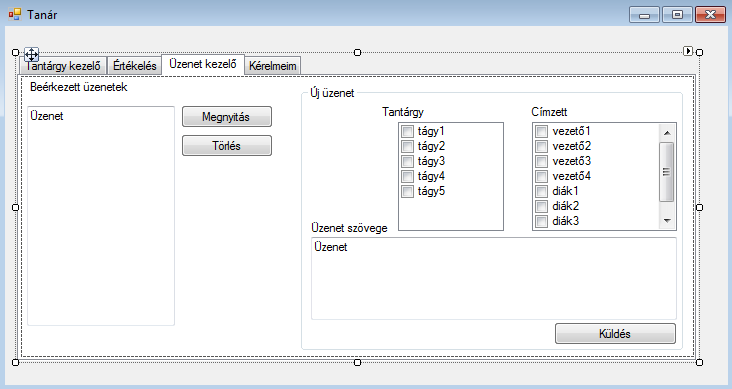 Tanár
Tantárgy kezelő Értékelés Üzenet kezelő Kérelmeim
Beérkezett üzenetek
Üzenet
Megnyitás
Törlés
Új üzenet
Tantárgy
tágy1
tágy2
tágy3
tágy4
tágy5
Címzett
vezető1
vezető2
vezető3
vezető4
diák1
diák2
diák3
Üzenet szövege
Üzenet
Küldés